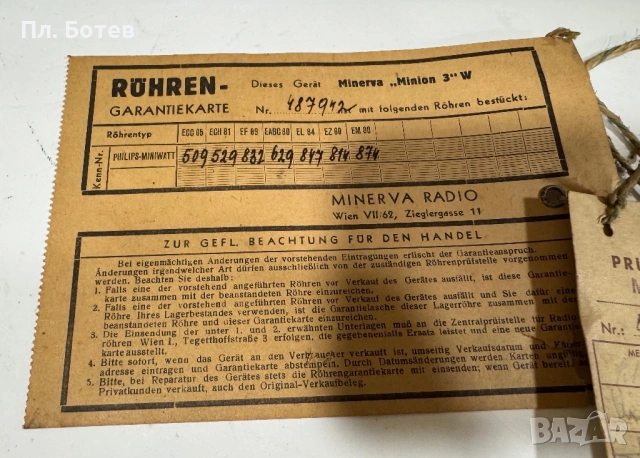 Пл. Ботев
RÖHREN-
GARANTIEKARTE
Dieses Gerät Minerva „Minion 3" W
Nr. 487942 mit folgenden Röhren bestückt:
Röhrentyp ECC 85 ECH 81 EF 89 EABC 80 EL 84 EZ 80 EM 80
Kenn-Nr. PHILIPS-MINIWATT 509 529 832 629 847 814 874
MINERVA RADIO
Wien VII/62, Zieglergasse 11
ZUR GEFL. BEACHTUNG FÜR DEN HANDEL.
Bei eigenmächtigen Änderungen der vorstehenden Eintragungen erlischt der Garantieanspruch.
Änderungen irgendwelcher Art dürfen ausschließlich von der zuständigen Röhrenprüfstelle vorgenommen
werden. Beachten Sie deshalb:
1. Falls eine der vorstehend angeführten Röhren vor Verkauf des Gerätes ausfällt, ist diese Garantie-
karte zusammen mit der beanstandeten Röhre einzureichen.
2. Falls eine der vorstehend angeführten Röhren vor Verkauf des Gerätes ausfällt und Sie dafür eine
Röhre Ihres Lagerbestandes verwenden, ist die Garantielasche dieser Lagerröhre zusammen mit der
beanstandeten Röhre und dieser Garantiekarte einzureichen.
3. Die Einsendung der unter 1. und 2. erwähnten Unterlagen muß an die Zentralprüfstelle für Radio-
röhren Wien I., Tegetthoffstraße 3 erfolgen, die gegebenenfalls Ersatz leistet und eine neue Garantie-
karte ausstellt.
4. Bitte sofort, wenn das Gerät an den Verbraucher verkauft ist, umseitig Verkaufsdatum und
adresse eintragen und Garantiekarte abstempeln. Durch Datumsänderungen werden Karten
5. Bitte, bei Reparatur des Gerätes stets die Röhrengarantiekarte mit einsenden; wenn Gerät bereits
Privatkunden verkauft, auch den Original-Verkaufbeleg.
PRU
M
Nr.:
BAZAR